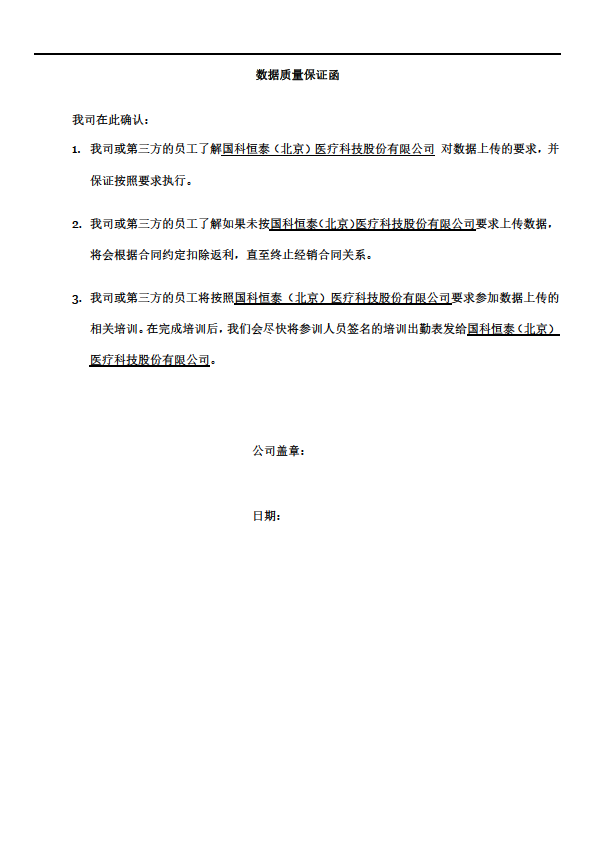 数据质量保证函
我司在此确认：
1. 我司或第三方的员工了解国科恒泰（北京）医疗科技股份有限公司 对数据上传的要求，并
保证按照要求执行。
2. 我司或第三方的员工了解如果未按国科恒泰（北京）医疗科技股份有限公司要求上传数据，
将会根据合同约定扣除返利，直至终止经销合同关系。
3. 我司或第三方的员工将按照国科恒泰（北京）医疗科技股份有限公司要求参加数据上传的
相关培训。在完成培训后，我们会尽快将参训人员签名的培训出勤表发给国科恒泰（北京）
医疗科技股份有限公司。
公司盖章：
日期：